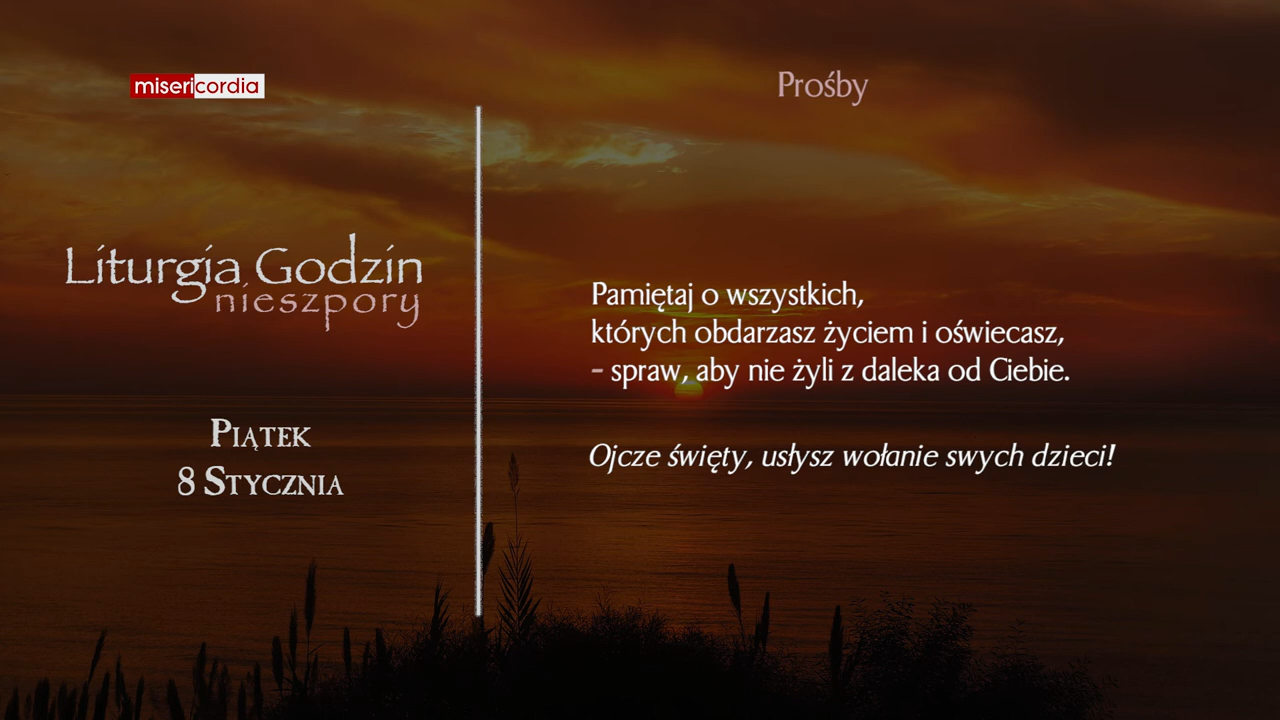 misericordia
Liturgia Godzin
nieszpory
Piątek
8 Stycznia
Prośby
Pamiętaj o wszystkich,
których obdarzasz życiem i oświecasz,
- spraw, aby nie żyli z daleka od Ciebie.
Ojcze święty, usłysz wołanie swych dzieci!